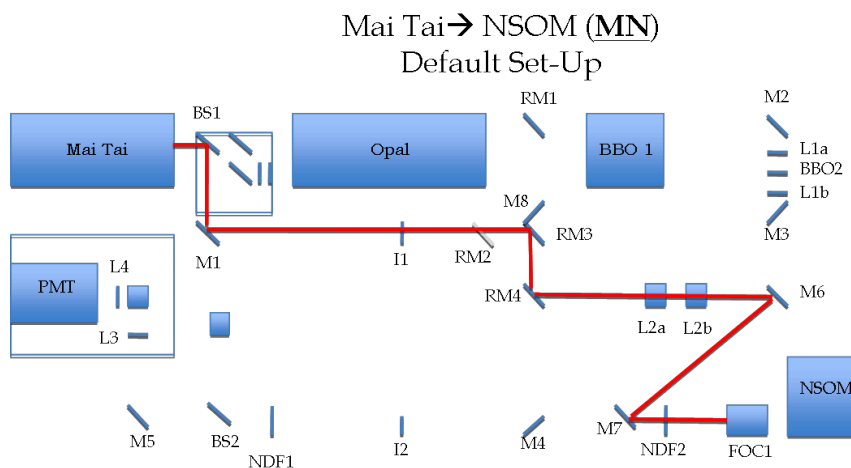 Mai Tai→ NSOM (MN)
Default Set-Up
RM1
M2
BS1
Mai Tai
Opal
BBO 1
L1a
BBO2
L1b
M8
M3
M1
I1
RM2
RM3
L4
PMT
RM4
M6
L3
L2a
L2b
NSOM
M5
BS2
NDF1
I2
M4
M7
NDF2
FOC1